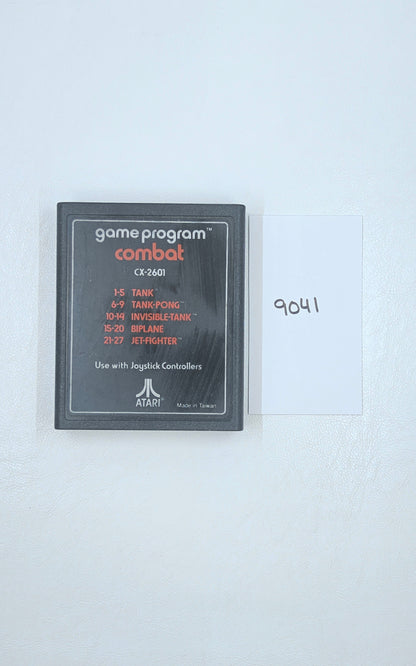 game program™
combat
CX-2601
1-5 TANK™
6-9 TANK-PONG™
10-14 INVISIBLE-TANK™
15-20 BIPLANE
21-27 JET-FIGHTER™
Use with Joystick Controllers
ATARI®
Made in Taiwan
9041